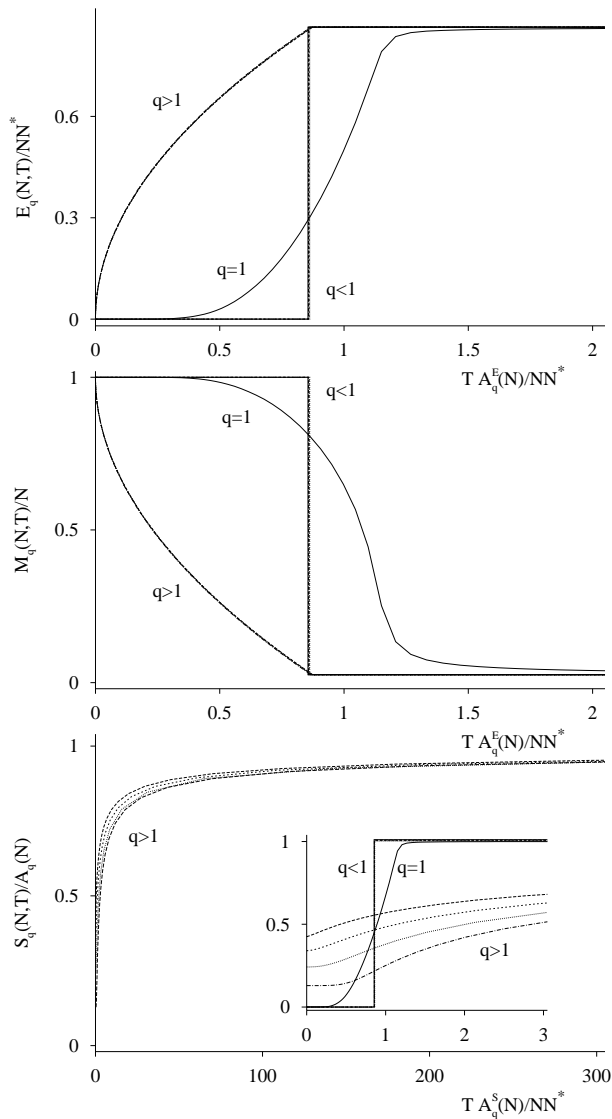 E_q(N,T)/NN*
0.6
0.3
0
q>1
q=1
q<1
0 0.5 1 1.5 2
T A_q^E(N)/NN*
M_q(N,T)/N
1
0.5
0
q<1
q=1
q>1
0 0.5 1 1.5 2
T A_q^E(N)/NN*
S_q(N,T)/A_q(N)
1
0.5
0
q>1
1
0.5
0
q<1 q=1
q>1
0 1 2 3
0 100 200 300
T A_q^S(N)/NN*